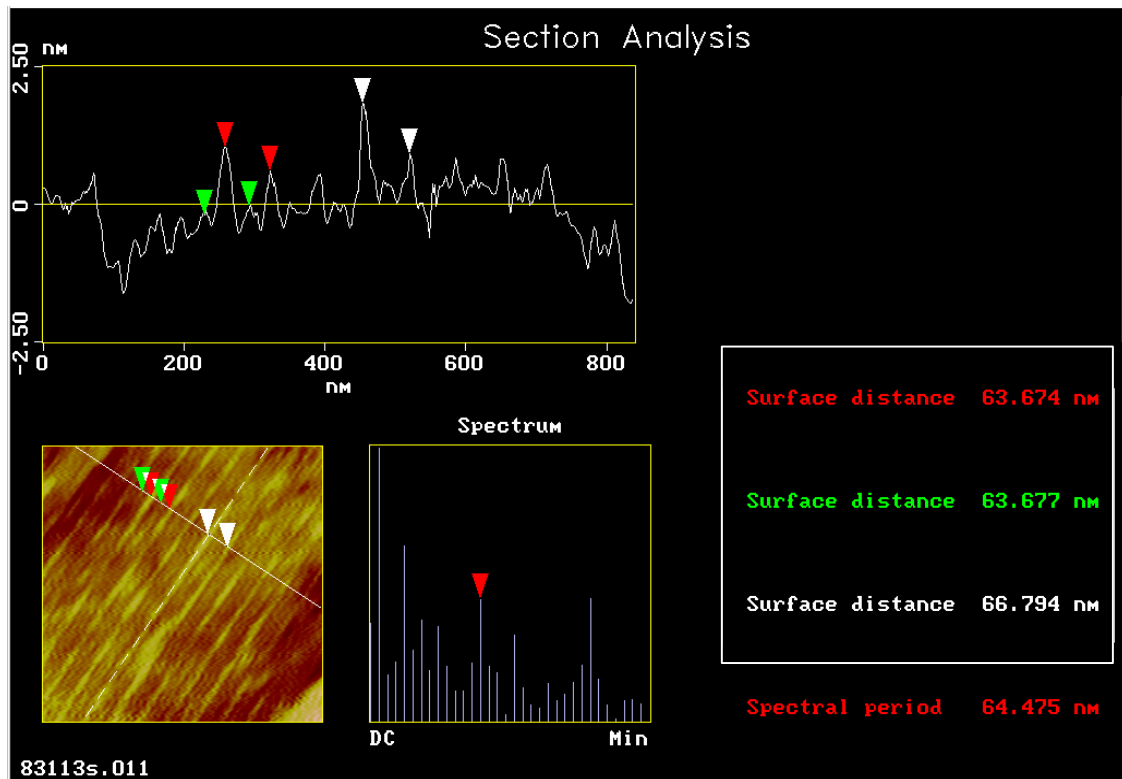 Section Analysis
nм
2.50
0
-2.50
0 200 400 600 800
nм
Surface distance 63.674 nм
Spectrum
Surface distance 63.677 nм
Surface distance 66.794 nм
Spectral period 64.475 nм
DC Min
83113s.011